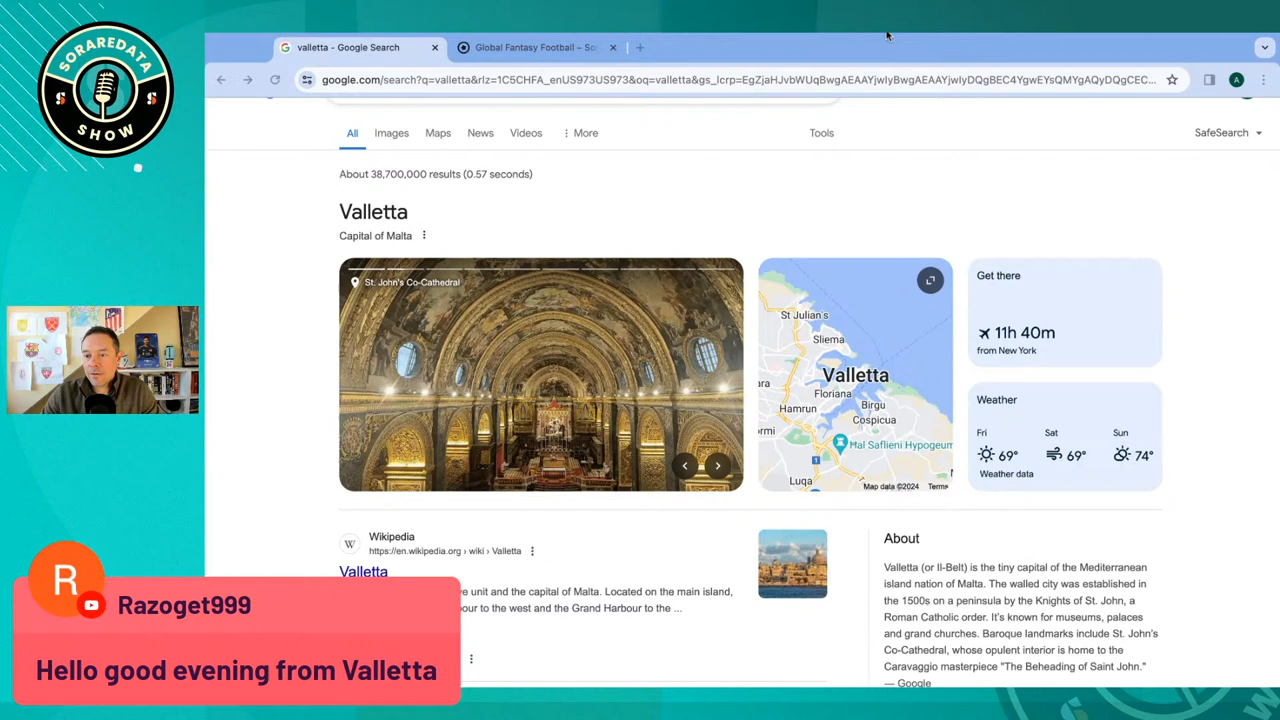 SORAREDATA
SHOW
valletta - Google Search
Global Fantasy Football – So
google.com/search?q=valletta&rlz=1C5CHFA_enUS973US973&oq=valletta&gs_lcrp=EgZjaHJvbWUqBwgAEAAYjwIyBwgAEAAYjwIyDQgBEC4YgwEYsQMYgAQyDQgCEC...
A
All
Images
Maps
News
Videos
More
Tools
SafeSearch
About 38,700,000 results (0.57 seconds)
Valletta
Capital of Malta
St. John's Co-Cathedral
St Julian's
Sliema
Valletta
Floriana
Hamrun
Birgu
Cospicua
Ħal Saflieni Hypogeum
Luqa
Map data ©2024
Terms
Get there
11h 40m
from New York
Weather
Fri
Sat
Sun
69°
69°
74°
Weather data
W
Wikipedia
https://en.wikipedia.org › wiki › Valletta
Valletta
e unit and the capital of Malta. Located on the main island,
our to the west and the Grand Harbour to the ...
About
Valletta (or Il-Belt) is the tiny capital of the Mediterranean
island nation of Malta. The walled city was established in
the 1500s on a peninsula by the Knights of St. John, a
Roman Catholic order. It's known for museums, palaces
and grand churches. Baroque landmarks include St. John's
Co-Cathedral, whose opulent interior is home to the
Caravaggio masterpiece "The Beheading of Saint John."
— Google
R
Razoget999
Hello good evening from Valletta